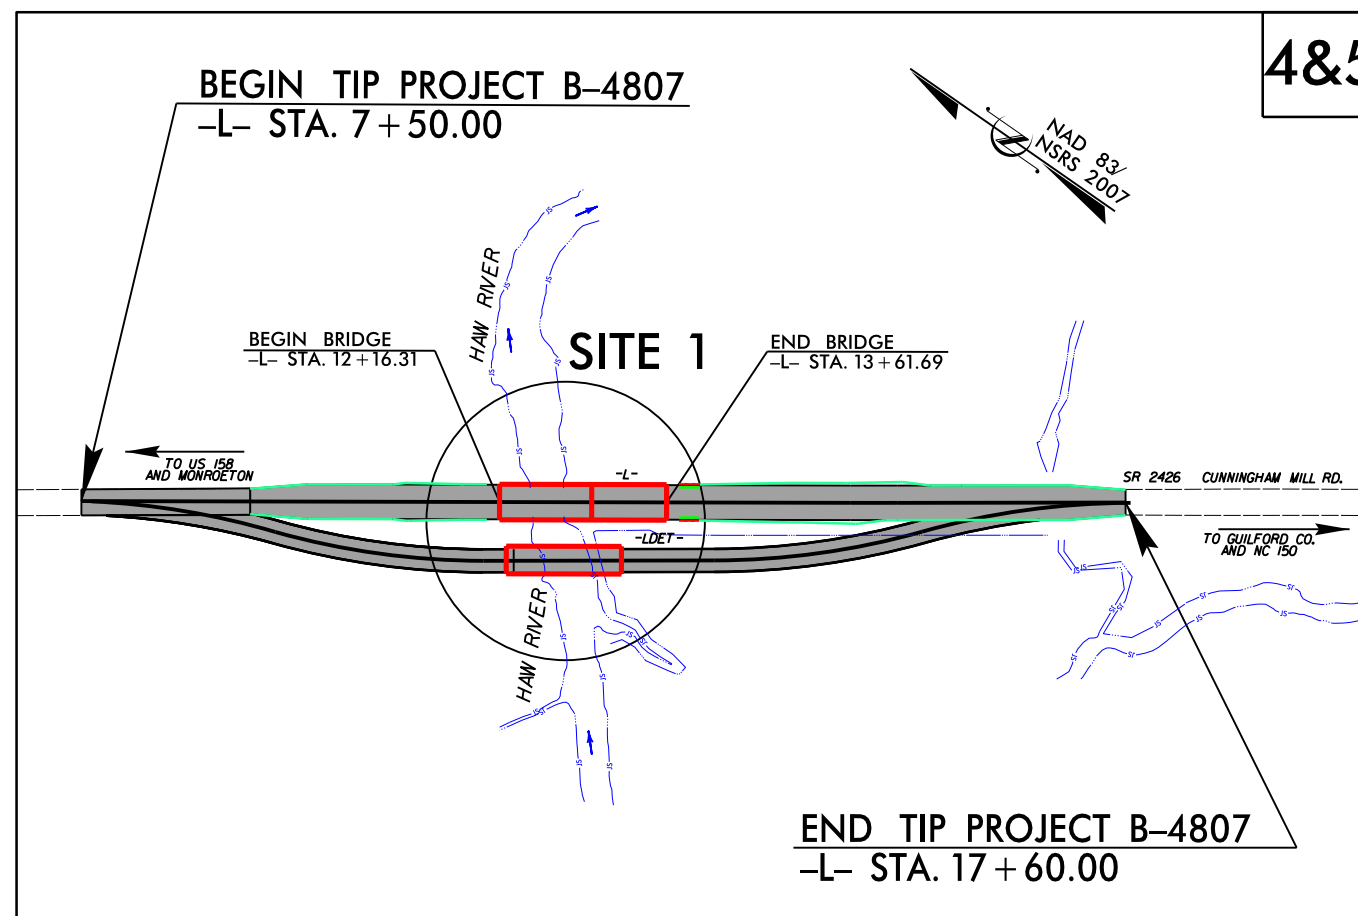 4&5
BEGIN TIP PROJECT B–4807
–L– STA. 7+50.00
NAD 83/
NSRS 2007
HAW RIVER
BEGIN BRIDGE
–L– STA. 12+16.31
SITE 1
END BRIDGE
–L– STA. 13+61.69
TO US 158
AND MONROETON
-L-
SR 2426 CUNNINGHAM MILL RD.
-LDET-
TO GUILFORD CO.
AND NC 150
HAW RIVER
END TIP PROJECT B–4807
–L– STA. 17+60.00